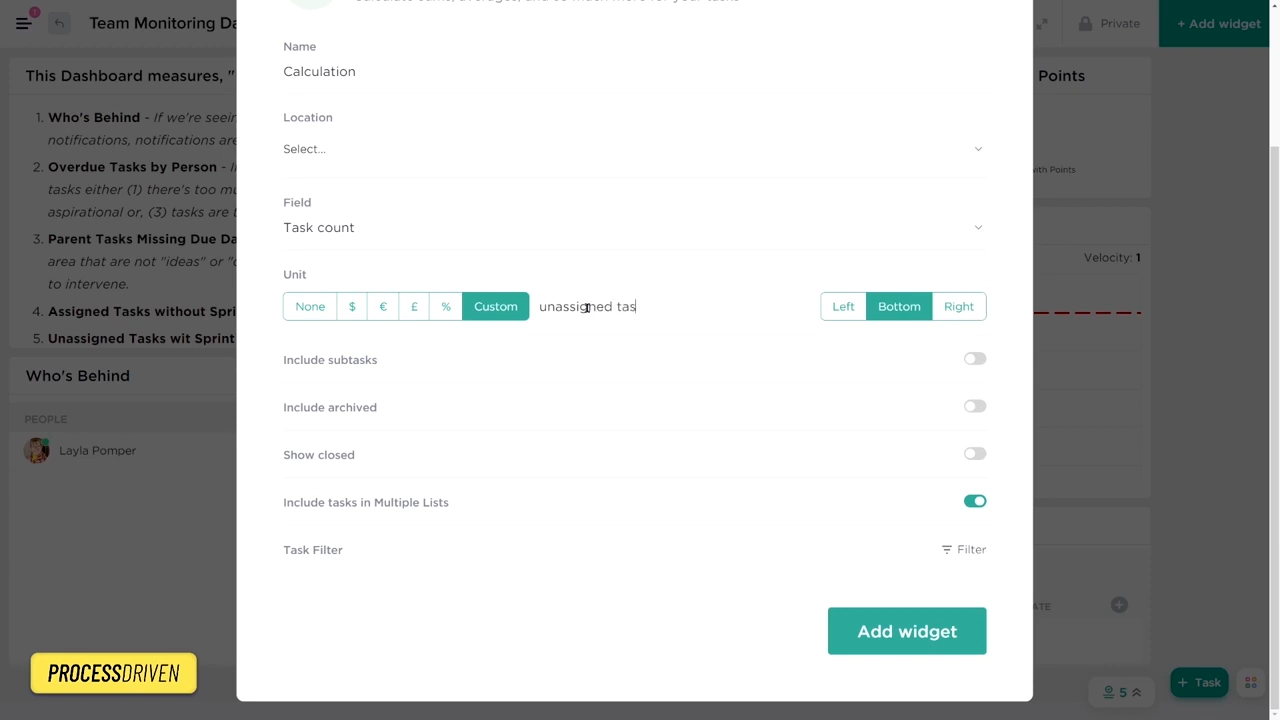 Calculate sums, averages, and so much more for your tasks
Team Monitoring Da
Private
+ Add widget
Name
Calculation
This Dashboard measures, "
Points
1. Who's Behind - If we're seein
notifications, notifications are
Location
Select...
2. Overdue Tasks by Person - I
tasks either (1) there's too mu
aspirational or, (3) tasks are t
with Points
Field
Task count
3. Parent Tasks Missing Due Da
area that are not "ideas" or "c
to intervene.
Velocity: 1
Unit
None
$
€
£
%
Custom
unassigned tas
Left
Bottom
Right
4. Assigned Tasks without Spri
5. Unassigned Tasks wit Sprint
Include subtasks
Who's Behind
Include archived
PEOPLE
Layla Pomper
Show closed
Include tasks in Multiple Lists
Task Filter
Filter
ATE
Add widget
PROCESSDRIVEN
5
+ Task